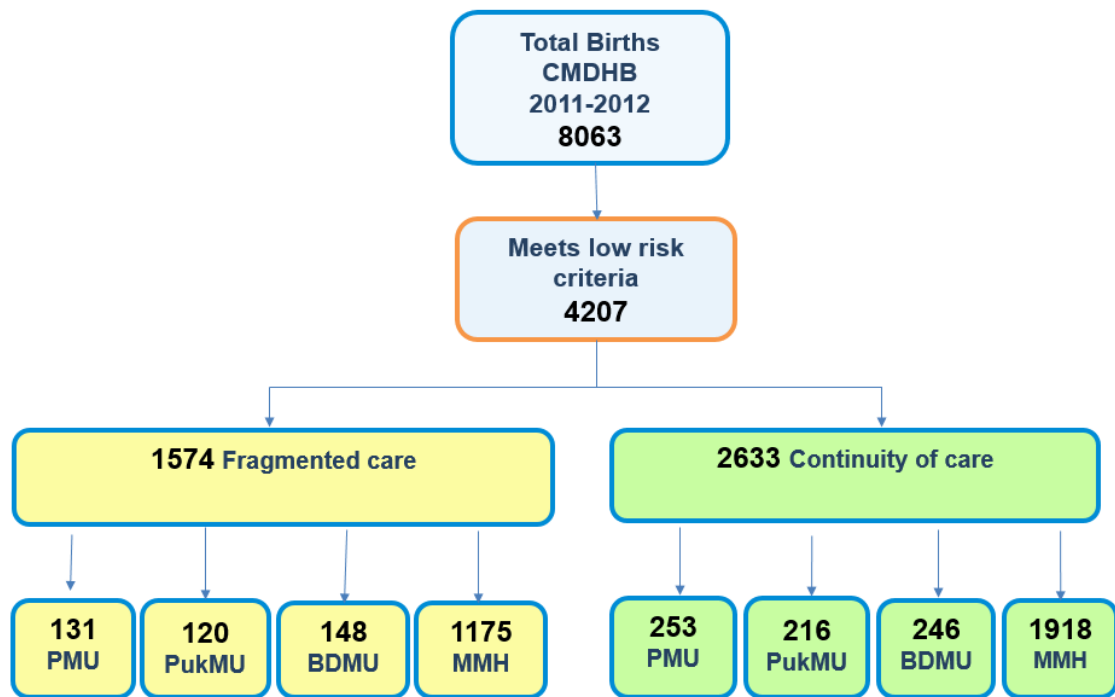 Total Births
CMDHB
2011-2012
8063
Meets low risk
criteria
4207
1574 Fragmented care
2633 Continuity of care
131
PMU
120
PukMU
148
BDMU
1175
MMH
253
PMU
216
PukMU
246
BDMU
1918
MMH